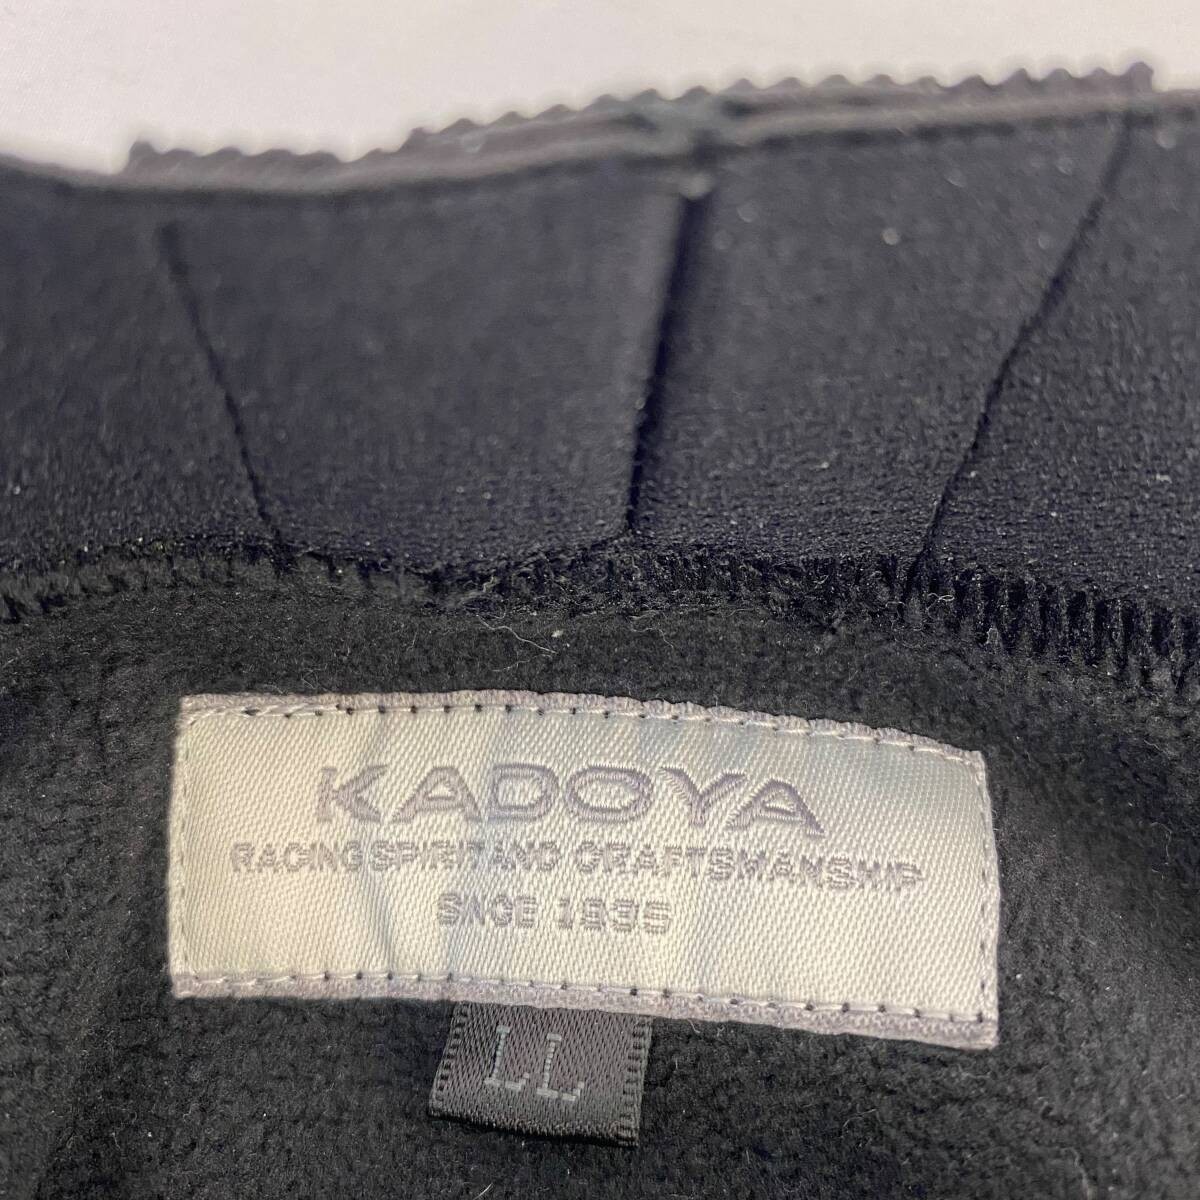 KADOYA
RACING SPIRIT AND CRAFTSMANSHIP
SINCE 1935
LL